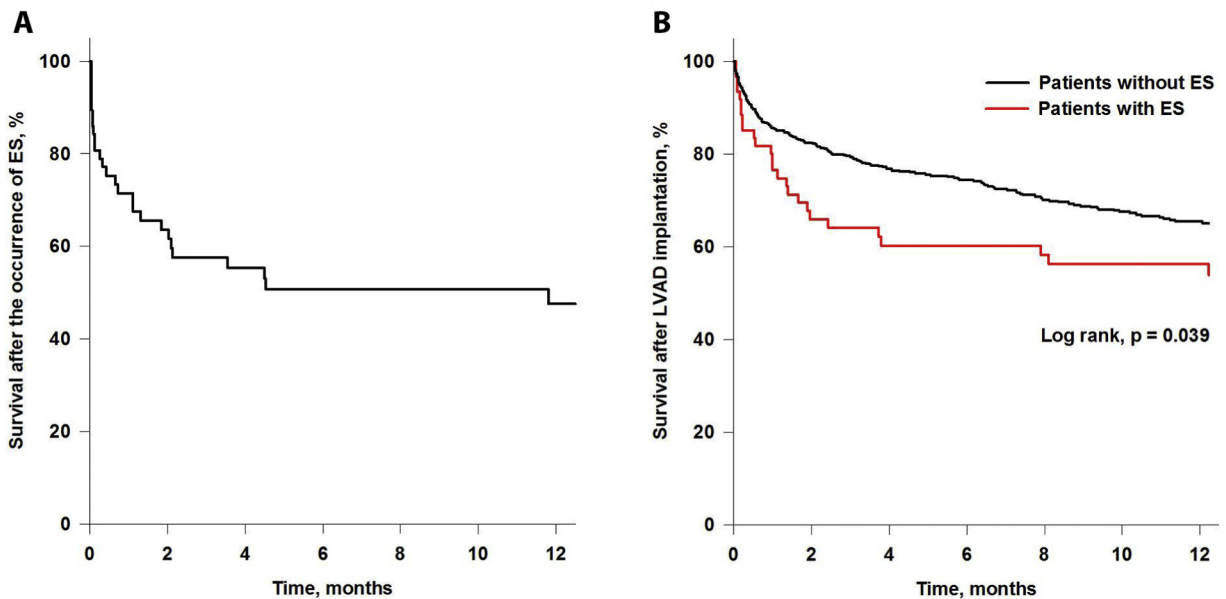 A
Survival after the occurrence of ES, %
100
80
60
40
20
0
0 2 4 6 8 10 12
Time, months
B
Survival after LVAD implantation, %
100
80
60
40
20
0
Patients without ES
Patients with ES
Log rank, p = 0.039
0 2 4 6 8 10 12
Time, months